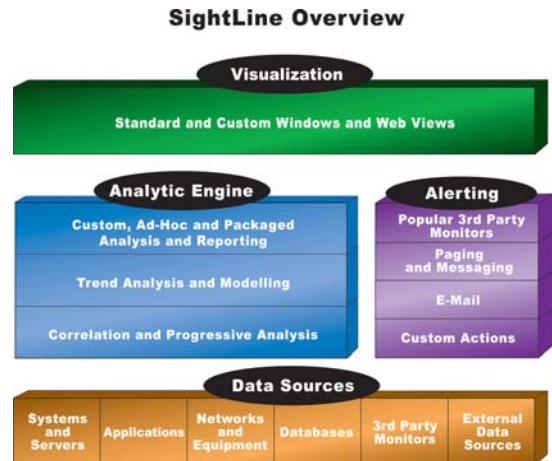 SightLine Overview
Visualization
Standard and Custom Windows and Web Views
Analytic Engine
Custom, Ad-Hoc and Packaged
Analysis and Reporting
Trend Analysis and Modelling
Correlation and Progressive Analysis
Alerting
Popular 3rd Party
Monitors
Paging
and Messaging
E-Mail
Custom Actions
Data Sources
Systems
and
Servers
Applications
Networks
and
Equipment
Databases
3rd Party
Monitors
External
Data
Sources